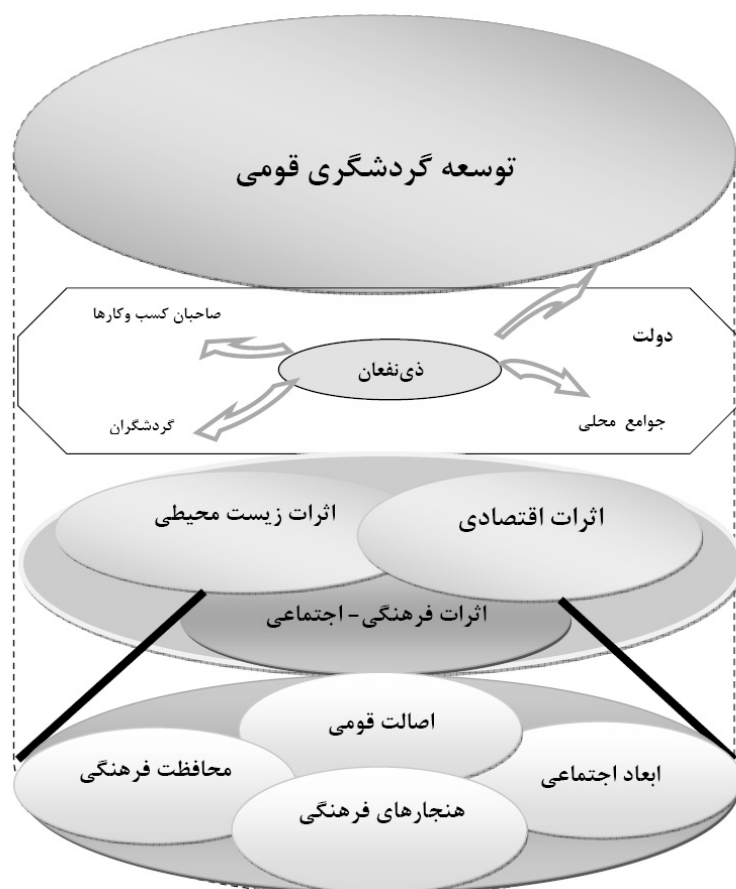 توسعه گردشگری قومی
صاحبان کسب وکارها
دولت
ذی‌نفعان
گردشگران
جوامع محلی
اثرات اقتصادی
اثرات زیست محیطی
اثرات فرهنگی - اجتماعی
اصالت قومی
ابعاد اجتماعی
محافظت فرهنگی
هنجارهای فرهنگی